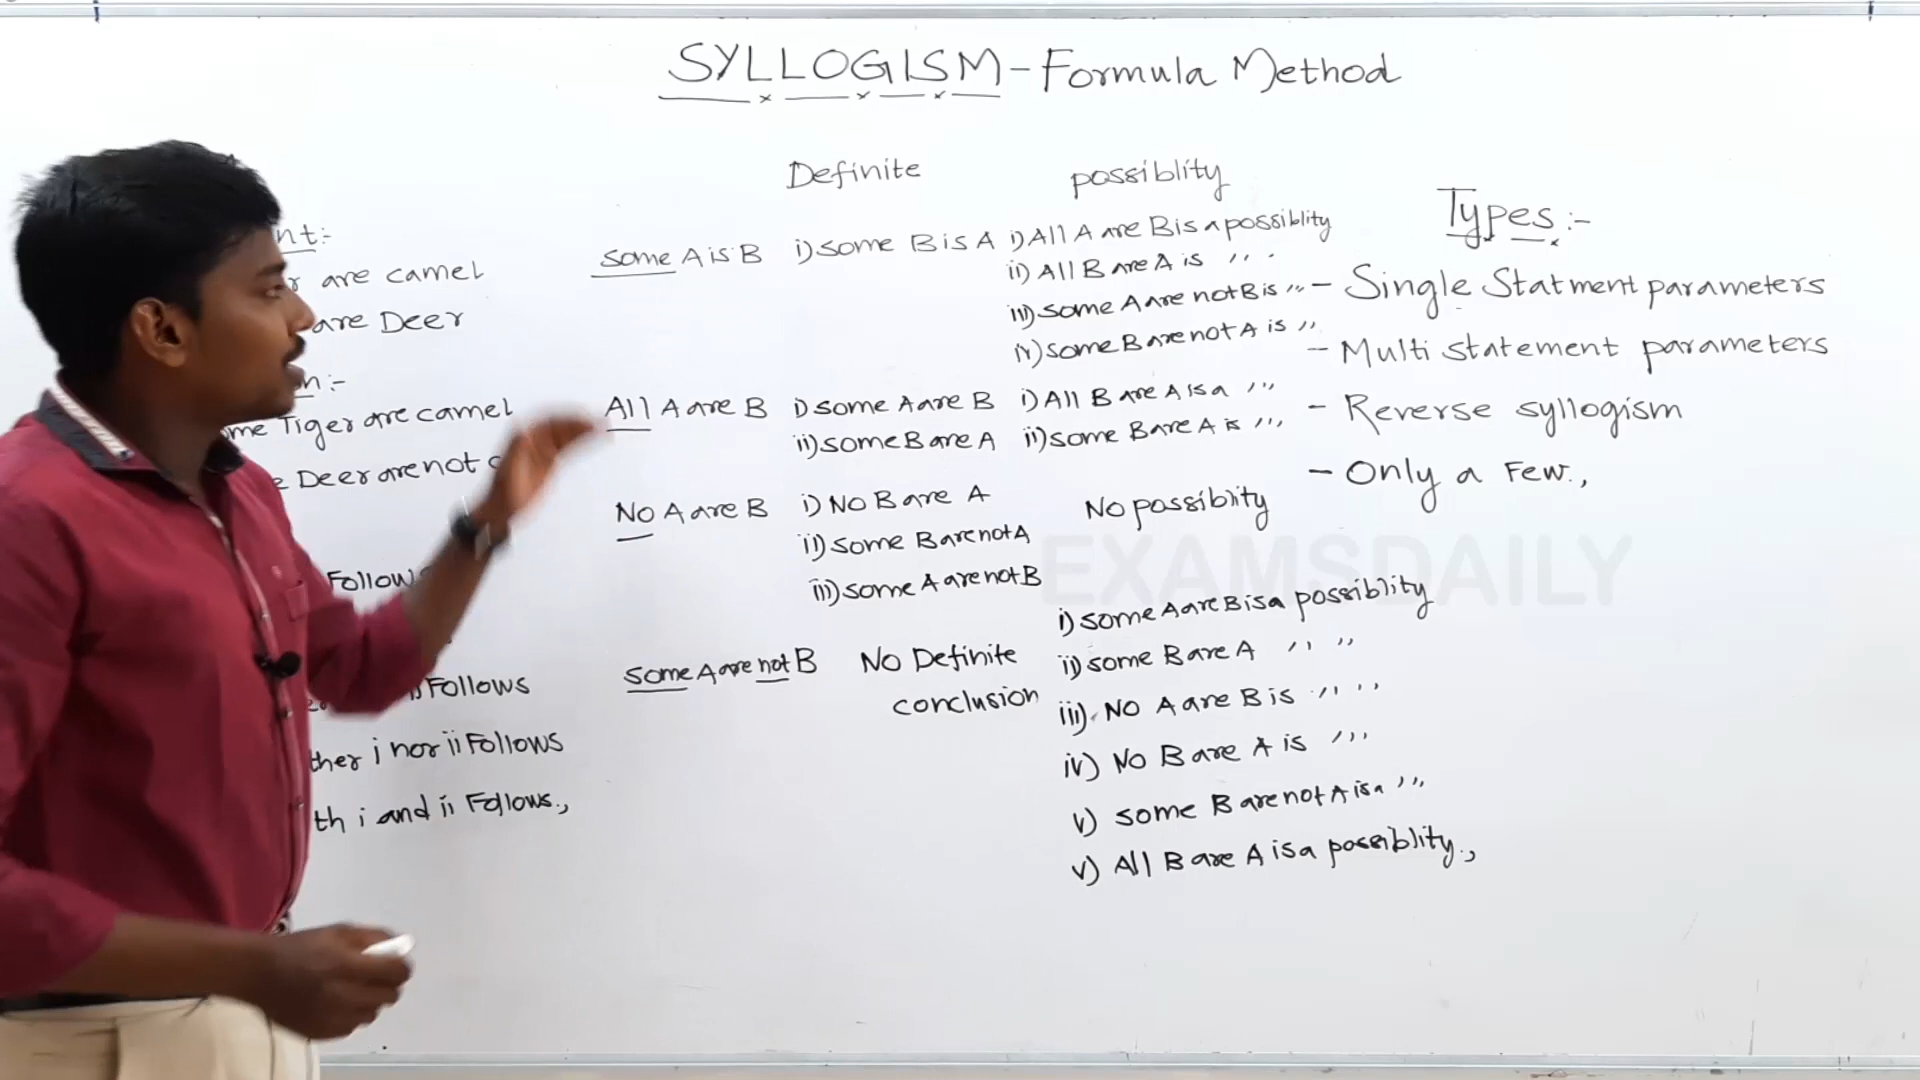 SYLLOGISM - Formula Method
nt:-
are camel
are Deer
n:-
me Tiger are camel
Deer are not
Follow
Follows
ther i nor ii Follows
th i and ii Follows.,
Definite
possiblity
some A is B i) some B is A i) All A are B is a possiblity
ii) All B are A is " "
iii) some A are not B is "
iv) some B are not A is "
All A are B i) some A are B i) All B are A is a "
ii) some B are A ii) some B are A is "
No A are B i) NO B are A No possiblity
ii) some B are not A
iii) some A are not B
some A are not B No Definite conclusion
i) some A are B is a possiblity
ii) some B are A " "
iii) NO A are B is " "
iv) NO B are A is "
v) some B are not A is a "
v) All B are A is a possiblity.,
Types:-
- Single Statment parameters
- Multi statement parameters
- Reverse syllogism
- Only a Few.,
EXAMSDAILY